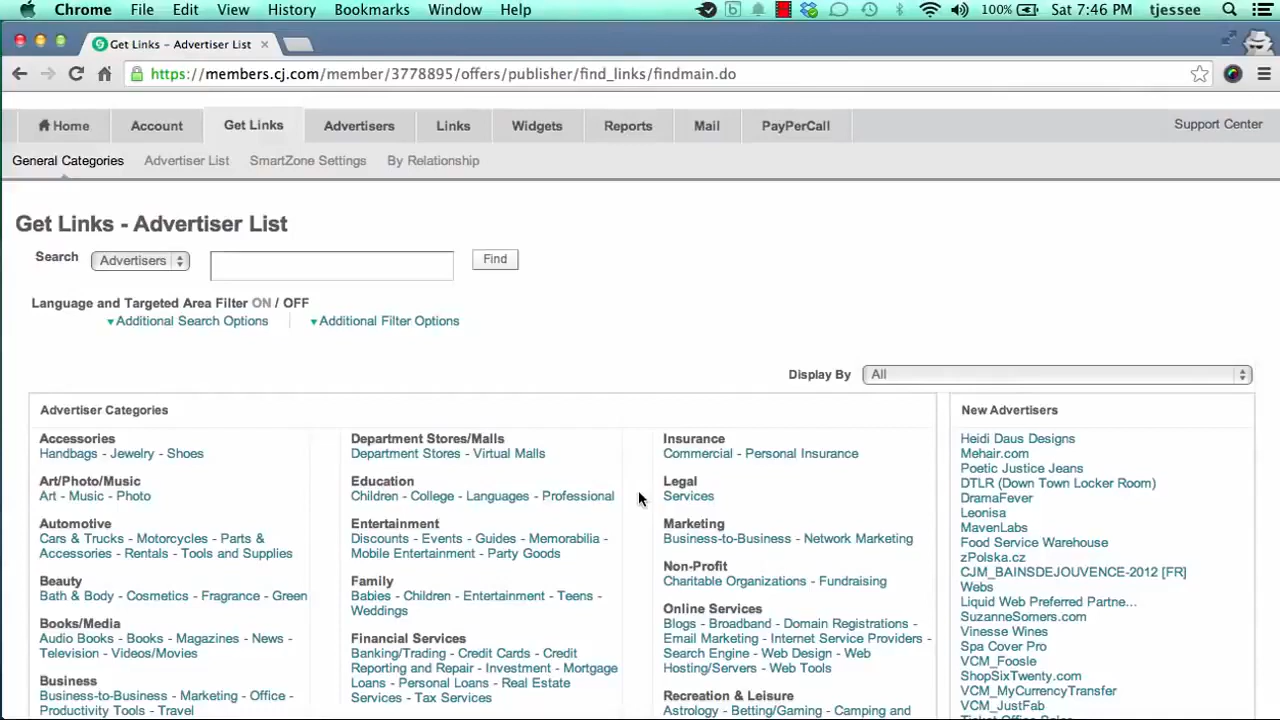 Chrome File Edit View History Bookmarks Window Help 100% Sat 7:46 PM tjessee
Get Links - Advertiser List
https://members.cj.com/member/3778895/offers/publisher/find_links/findmain.do
Home Account Get Links Advertisers Links Widgets Reports Mail PayPerCall Support Center
General Categories Advertiser List SmartZone Settings By Relationship
Get Links - Advertiser List
Search Advertisers Find
Language and Targeted Area Filter ON / OFF
Additional Search Options Additional Filter Options
Display By All
Advertiser Categories
Accessories
Handbags - Jewelry - Shoes
Art/Photo/Music
Art - Music - Photo
Automotive
Cars & Trucks - Motorcycles - Parts &
Accessories - Rentals - Tools and Supplies
Beauty
Bath & Body - Cosmetics - Fragrance - Green
Books/Media
Audio Books - Books - Magazines - News -
Television - Videos/Movies
Business
Business-to-Business - Marketing - Office -
Productivity Tools - Travel
Department Stores/Malls
Department Stores - Virtual Malls
Education
Children - College - Languages - Professional
Entertainment
Discounts - Events - Guides - Memorabilia -
Mobile Entertainment - Party Goods
Family
Babies - Children - Entertainment - Teens -
Weddings
Financial Services
Banking/Trading - Credit Cards - Credit
Repair and Reporting - Investment - Mortgage
Loans - Personal Loans - Real Estate
Services - Tax Services
Insurance
Commercial - Personal Insurance
Legal
Services
Marketing
Business-to-Business - Network Marketing
Non-Profit
Charitable Organizations - Fundraising
Online Services
Blogs - Broadband - Domain Registrations -
Email Marketing - Internet Service Providers -
Search Engine - Web Design - Web
Hosting/Servers - Web Tools
Recreation & Leisure
Astrology - Betting/Gaming - Camping and
New Advertisers
Heidi Daus Designs
Mehair.com
Poetic Justice Jeans
DTLR (Down Town Locker Room)
DramaFever
Leonisa
MavenLabs
Food Service Warehouse
zPolska.cz
CJM_BAINSDEJOUVENCE-2012 [FR]
Webs
Liquid Web Preferred Partne...
SuzanneSomers.com
Vinesse Wines
Spa Cover Pro
VCM_Foosle
ShopSixTwenty.com
VCM_MyCurrencyTransfer
VCM_JustFab